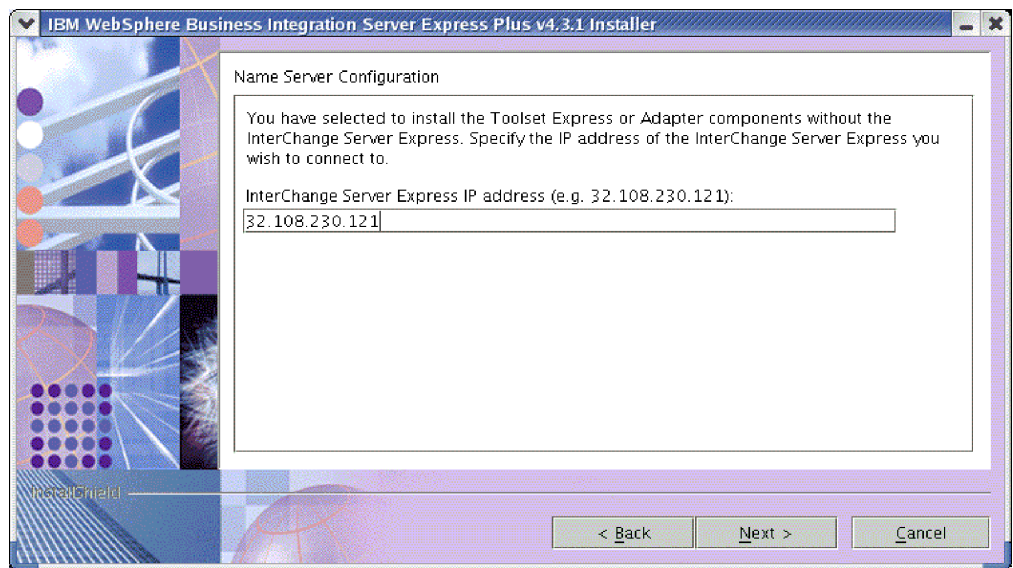 IBM WebSphere Business Integration Server Express Plus v4.3.1 Installer
Name Server Configuration
You have selected to install the Toolset Express or Adapter components without the
InterChange Server Express. Specify the IP address of the InterChange Server Express you
wish to connect to.
InterChange Server Express IP address (e.g. 32.108.230.121):
32.108.230.121
InstallShield
< Back
Next >
Cancel